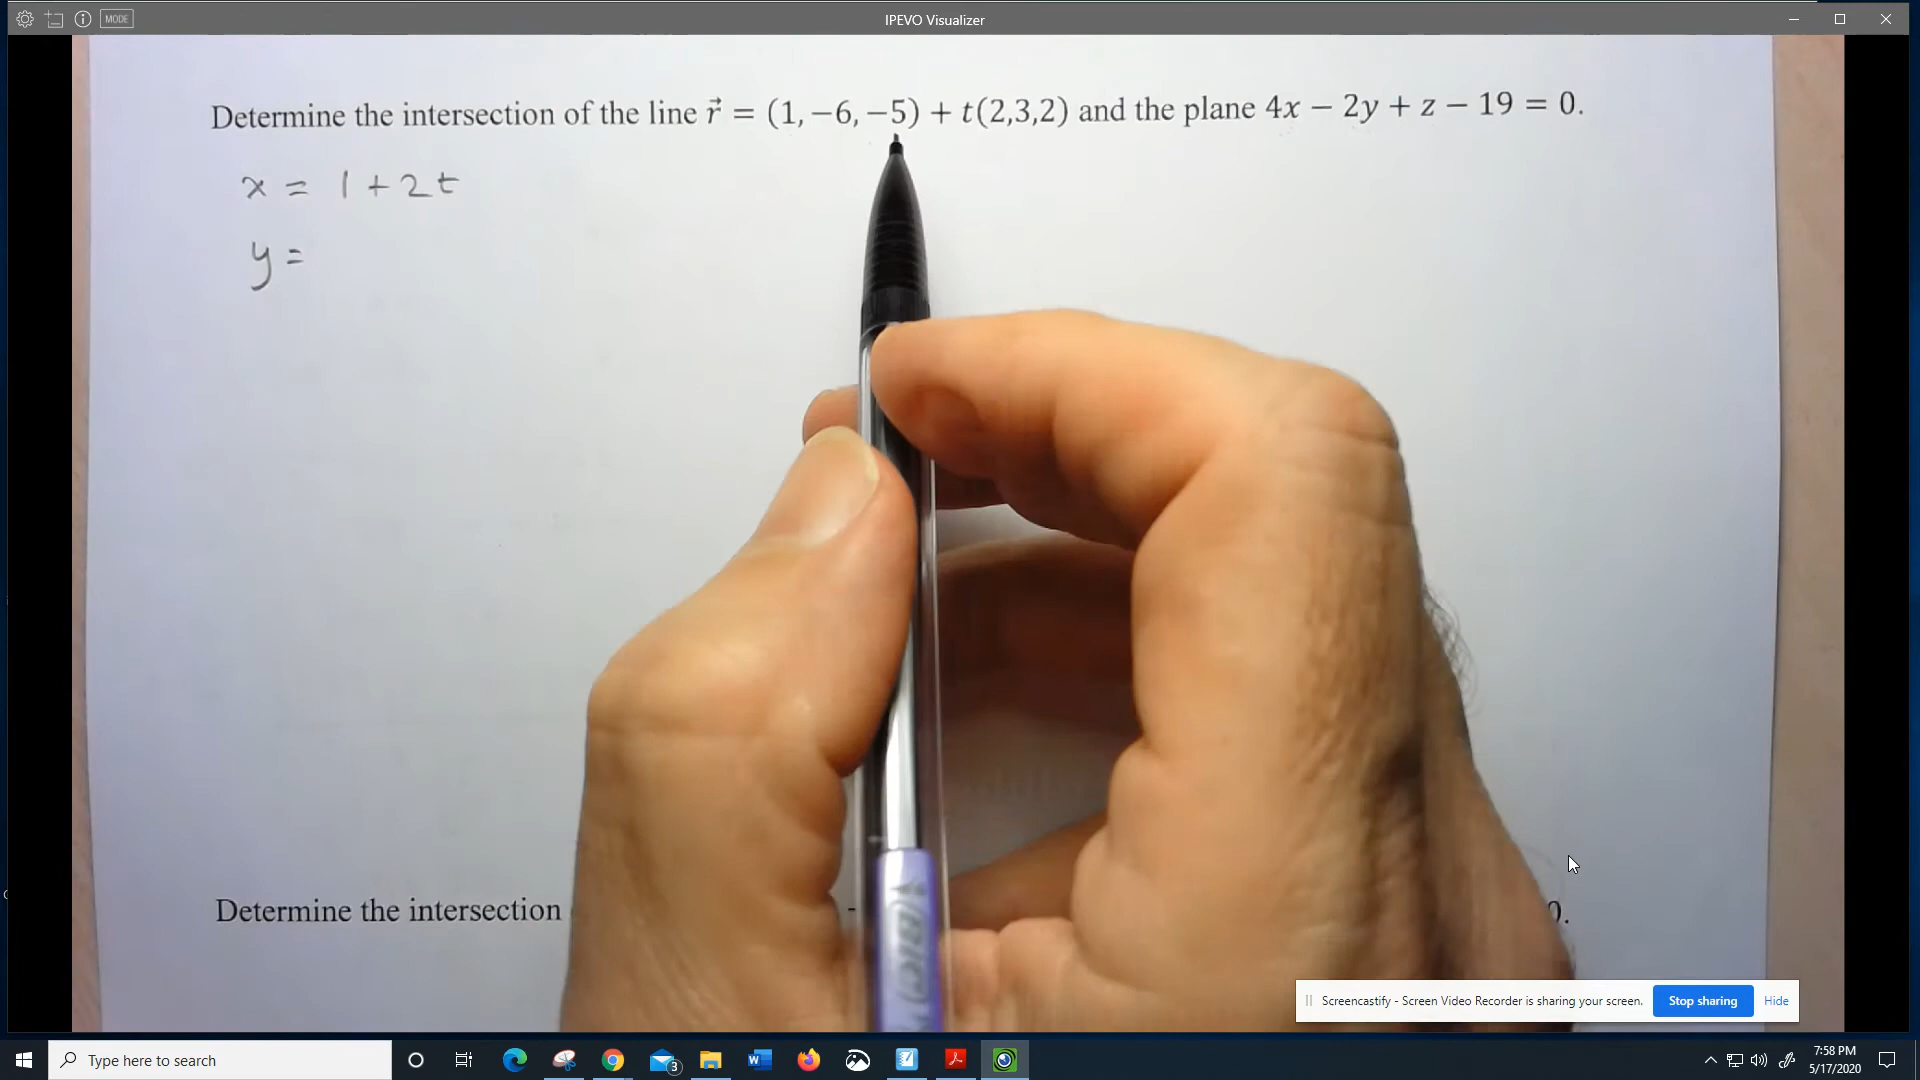 MODE
IPEVO Visualizer
Determine the intersection of the line r⃗ = (1, −6, −5) + t(2,3,2) and the plane 4x − 2y + z − 19 = 0.
x = 1 + 2t
y =
Determine the intersection
0.
BIC
Screencastify - Screen Video Recorder is sharing your screen.
Stop sharing
Hide
Type here to search
3
7:58 PM
5/17/2020